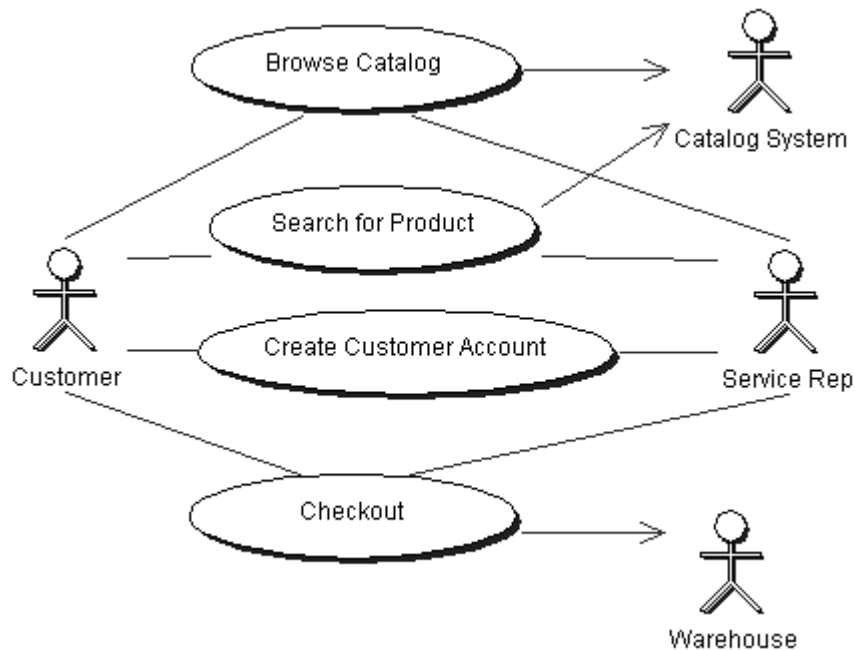 Browse Catalog
Catalog System
Search for Product
Create Customer Account
Customer
Service Rep
Checkout
Warehouse